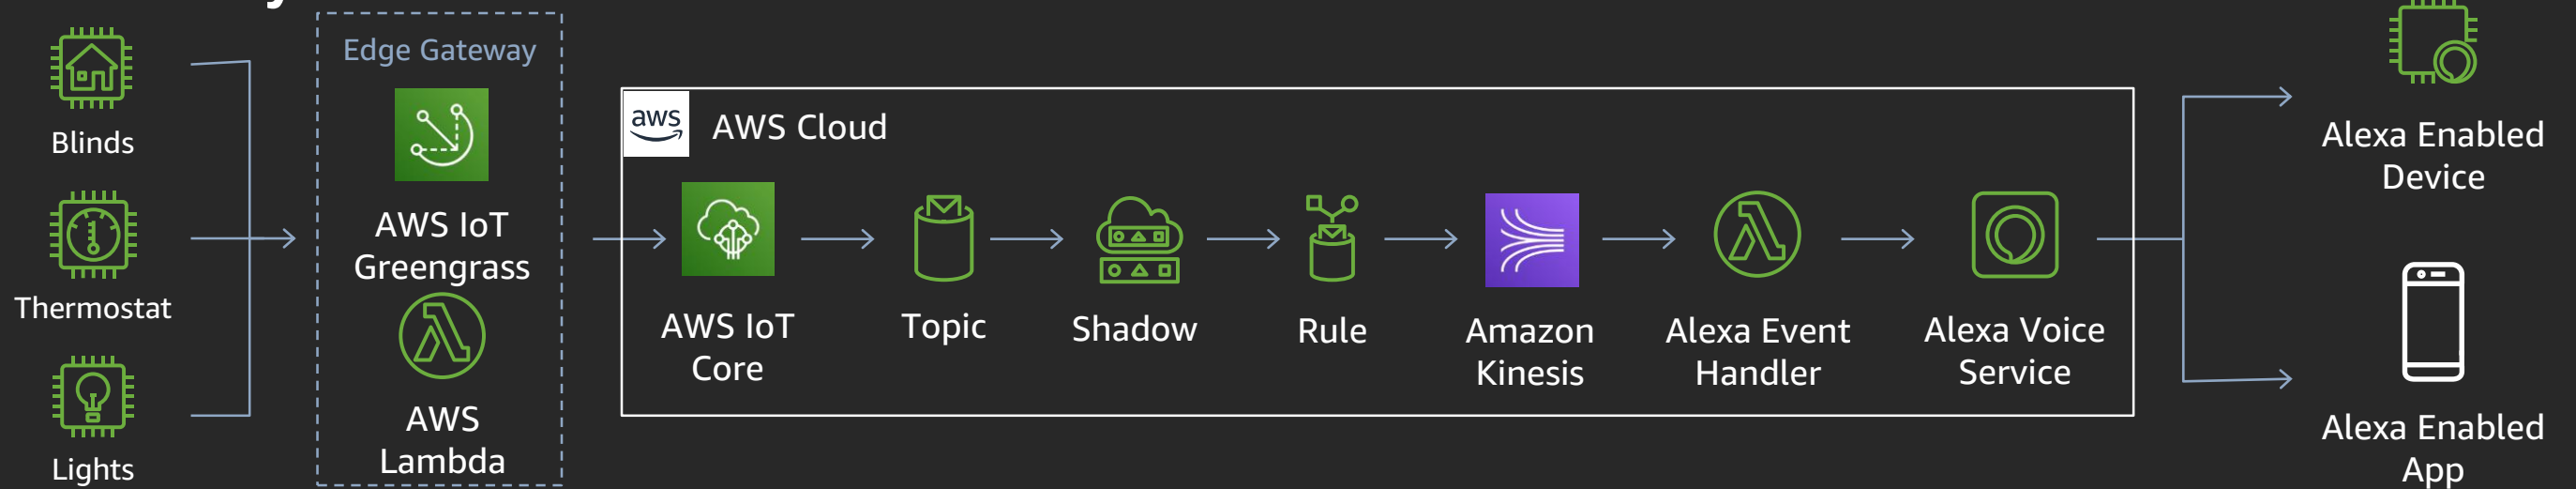 Blinds
Thermostat
Lights
Edge Gateway
AWS IoT
Greengrass
AWS
Lambda
aws
AWS Cloud
AWS IoT
Core
Topic
Shadow
Rule
Amazon
Kinesis
Alexa Event
Handler
Alexa Voice
Service
Alexa Enabled
Device
Alexa Enabled
App